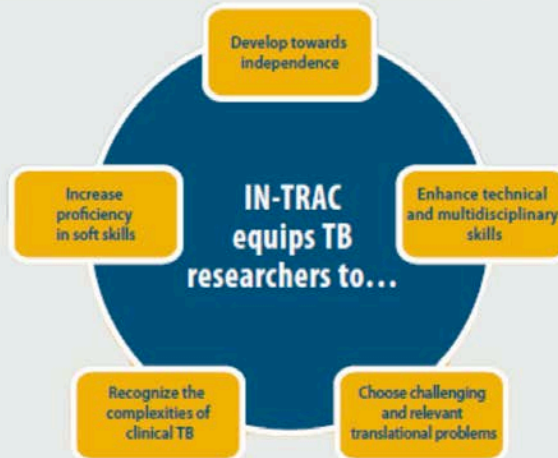 Develop towards
independence
Increase
proficiency
in soft skills
IN-TRAC
equips TB
researchers to…
Enhance technical
and multidisciplinary
skills
Recognize the
complexities of
clinical TB
Choose challenging
and relevant
translational problems